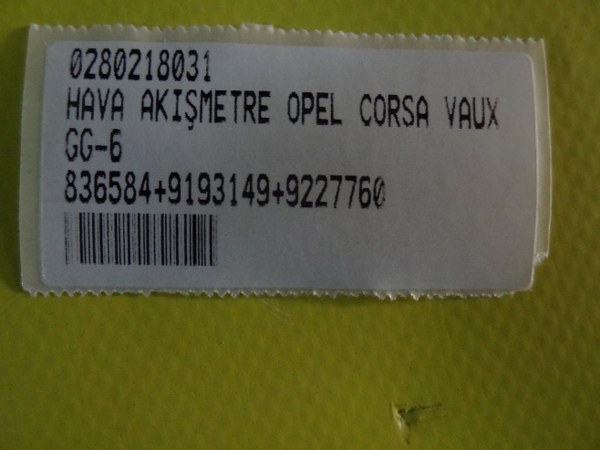 0280218031
HAVA AKIŞMETRE OPEL CORSA VAUX
GG-6
836584+9193149+9227760